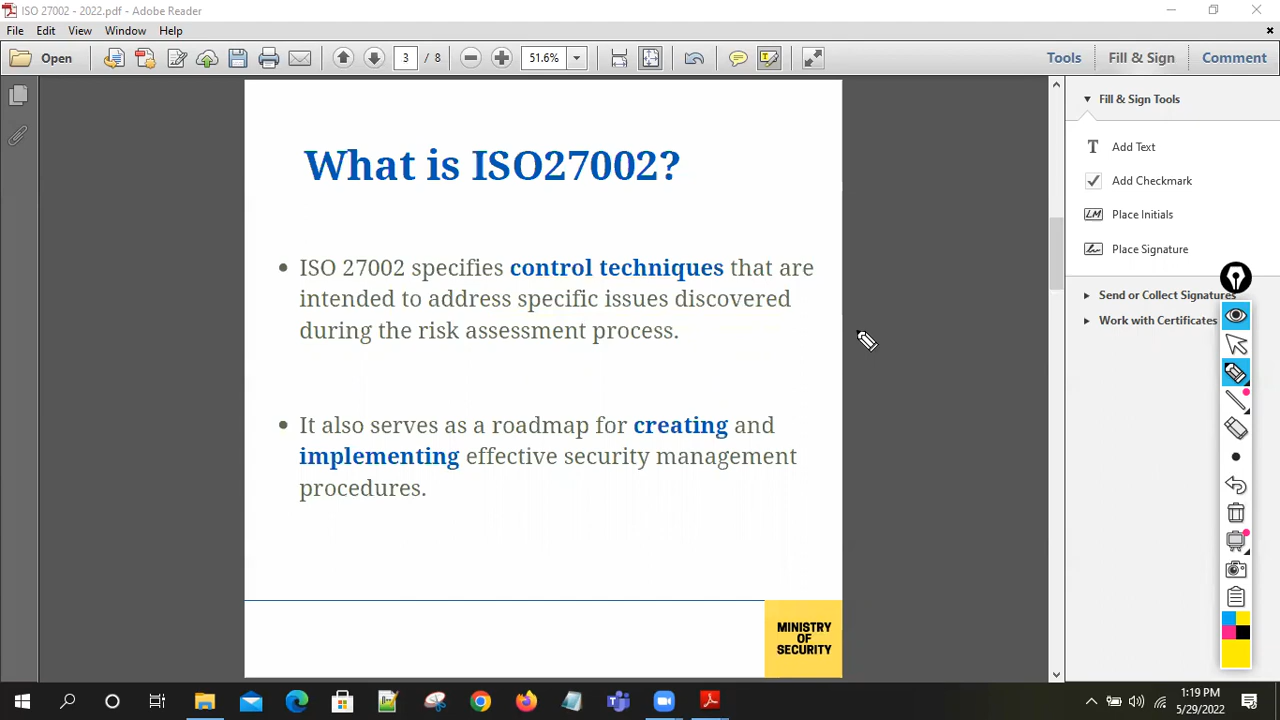 ISO 27002 - 2022.pdf - Adobe Reader
File Edit View Window Help
Open 3 / 8 51.6% Tools Fill & Sign Comment
Fill & Sign Tools
Add Text
Add Checkmark
LM Place Initials
Place Signature
Send or Collect Signatures
Work with Certificates
What is ISO27002?
• ISO 27002 specifies control techniques that are
intended to address specific issues discovered
during the risk assessment process.
• It also serves as a roadmap for creating and
implementing effective security management
procedures.
MINISTRY
OF
SECURITY
1:19 PM
5/29/2022